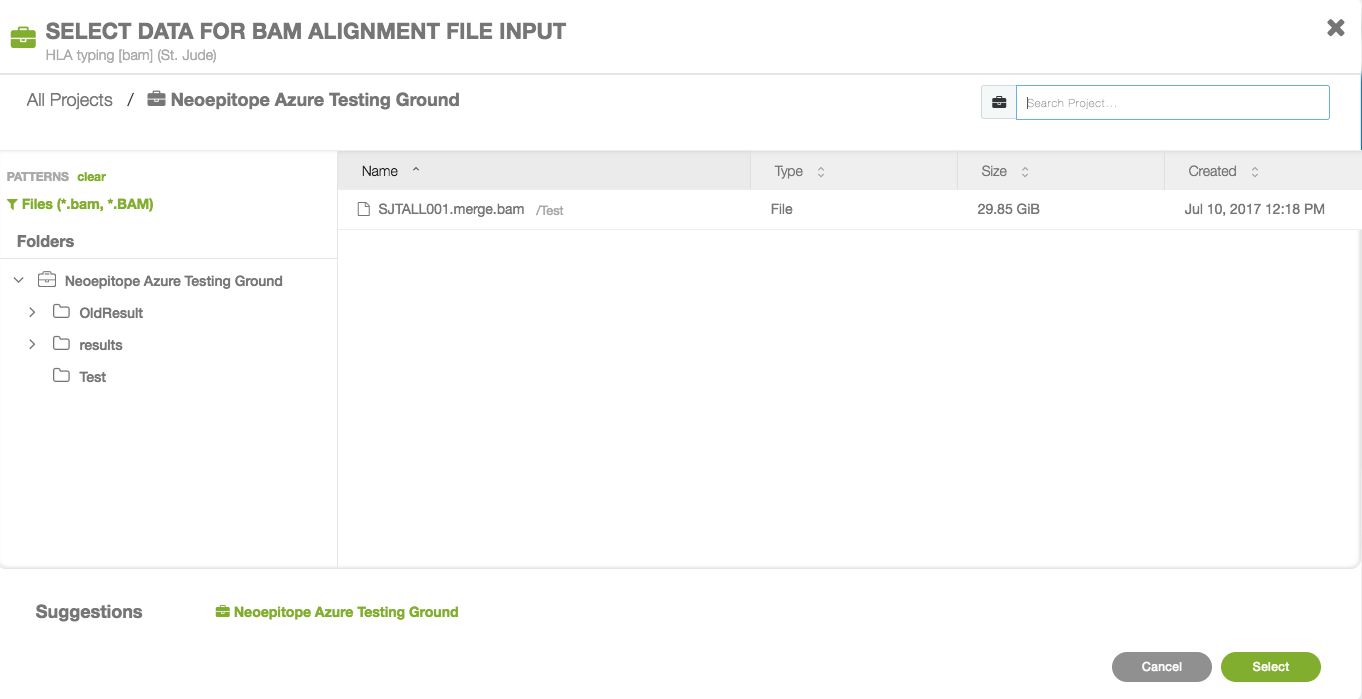 SELECT DATA FOR BAM ALIGNMENT FILE INPUT
HLA typing [bam] (St. Jude)
All Projects / Neoepitope Azure Testing Ground
Search Project...
PATTERNS clear
Files (*.bam, *.BAM)
Folders
Neoepitope Azure Testing Ground
OldResult
results
Test
Name Type Size Created
SJTALL001.merge.bam /Test File 29.85 GiB Jul 10, 2017 12:18 PM
Suggestions Neoepitope Azure Testing Ground
Cancel Select